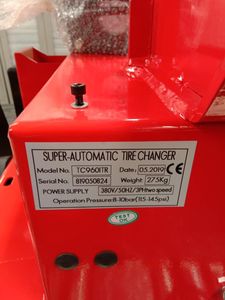 SUPER-AUTOMATIC TIRE CHANGER
Model No. TC960ITR Date: 05.2019
Serial No. 819050824 Weight: 275Kg
POWER SUPPLY 380V/50HZ/3PH two speed
Operation Pressure:8-10bar(115-145psi)
TEST
OK